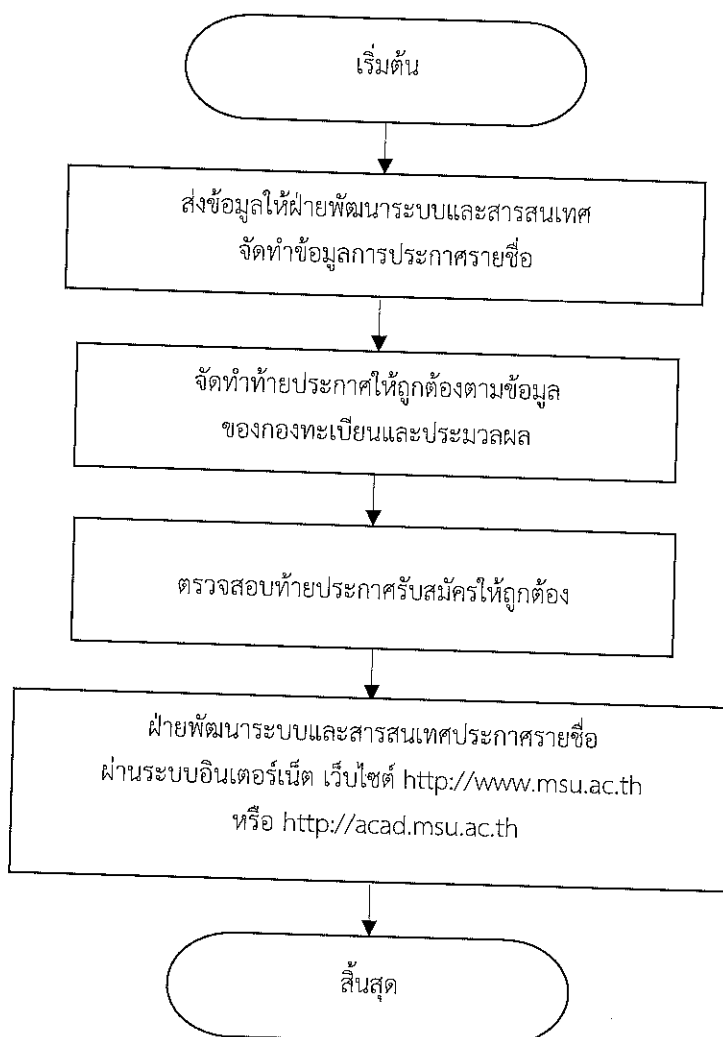 เริ่มต้น
ส่งข้อมูลให้ฝ่ายพัฒนาระบบและสารสนเทศ
จัดทำข้อมูลการประกาศรายชื่อ
จัดทำท้ายประกาศให้ถูกต้องตามข้อมูล
ของกองทะเบียนและประมวลผล
ตรวจสอบท้ายประกาศรับสมัครให้ถูกต้อง
ฝ่ายพัฒนาระบบและสารสนเทศประกาศรายชื่อ
ผ่านระบบอินเตอร์เน็ต เว็บไซต์ http://www.msu.ac.th
หรือ http://acad.msu.ac.th
สิ้นสุด